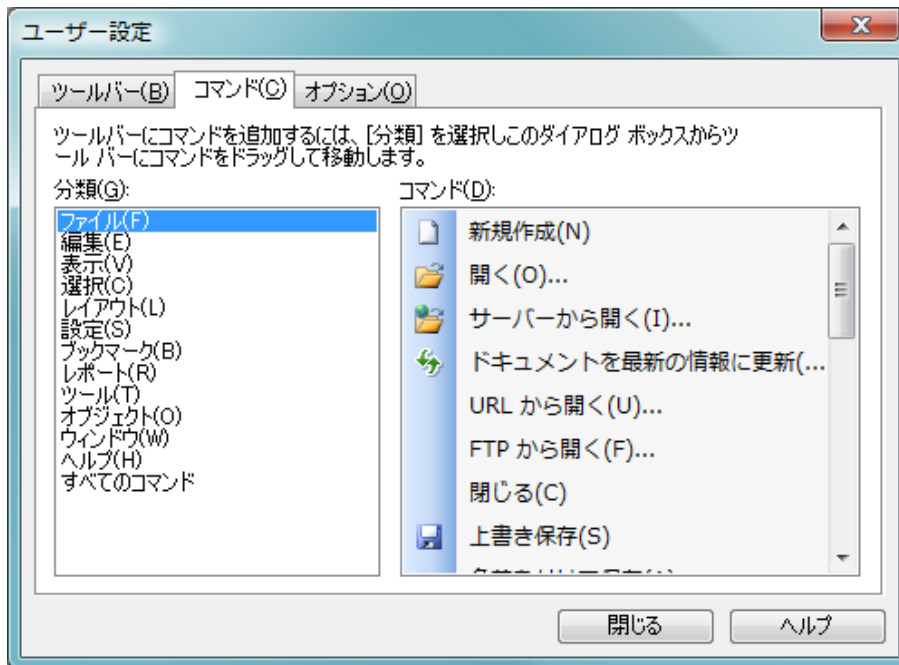 ユーザー設定
ツールバー(B) コマンド(C) オプション(O)
ツールバーにコマンドを追加するには、[分類] を選択しこのダイアログ ボックスからツ
ール バーにコマンドをドラッグして移動します。
分類(G):
ファイル(F)
編集(E)
表示(V)
選択(C)
レイアウト(L)
設定(S)
ブックマーク(B)
レポート(R)
ツール(T)
オブジェクト(O)
ウィンドウ(W)
ヘルプ(H)
すべてのコマンド
コマンド(D):
新規作成(N)
開く(O)...
サーバーから開く(I)...
ドキュメントを最新の情報に更新(...
URL から開く(U)...
FTP から開く(F)...
閉じる(C)
上書き保存(S)
閉じる ヘルプ